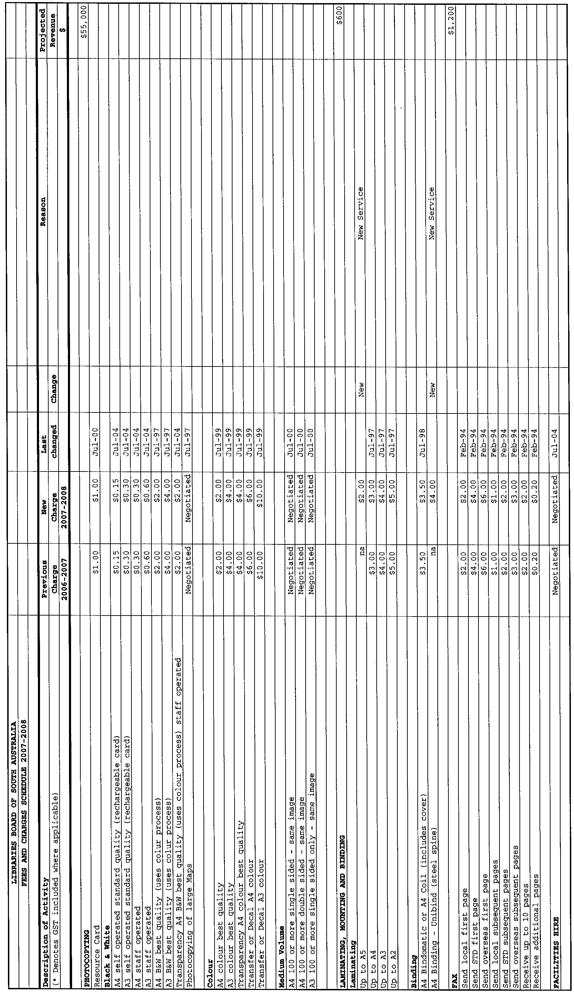 LIBRARIES BOARD OF SOUTH AUSTRALIA
FEES AND CHARGES SCHEDULE 2007-2008
Description of Activity Previous New Last Reason Projected
(* Denotes GST included where applicable) Charge Charge changed Change Revenue
2006-2007 2007-2008 $
PHOTOCOPYING $55,000
Resource Card $1.00 $1.00 Jul-00
Black & White
A4 self operated standard quality (rechargeable card) $0.15 $0.15 Jul-04
A3 self operated standard quality (rechargeable card) $0.30 $0.30 Jul-04
A4 staff operated $0.30 $0.30 Jul-04
A3 staff operated $0.60 $0.60 Jul-04
A4 B&W best quality (uses colur process) $2.00 $2.00 Jul-97
A3 B&W best quality (uses colur process) $4.00 $4.00 Jul-97
Transparency A4 B&W best quality (uses colour process) staff operated $2.00 $2.00 Jul-04
Photocopying of large Maps Negotiated Negotiated Jul-97
Colour
A4 colour best quality $2.00 $2.00 Jul-99
A3 colour best quality $4.00 $4.00 Jul-99
Transparency A4 colour best quality $4.00 $4.00 Jul-99
Transfer or Decal A4 colour $6.00 $6.00 Jul-99
Transfer or Decal A3 colour $10.00 $10.00 Jul-99
Medium Volume
A4 100 or more single sided - same image Negotiated Negotiated Jul-00
A4 100 or more double sided - same image Negotiated Negotiated Jul-00
A3 100 or more single sided only - same image Negotiated Negotiated Jul-00
LAMINATING, MOUNTING AND BINDING $600
Laminating
Up to A5 na $2.00 New New Service
Up to A4 $3.00 $3.00 Jul-97
Up to A3 $4.00 $4.00 Jul-97
Up to A2 $5.00 $5.00 Jul-97
Binding
A4 Bindomatic or A4 Coil (includes cover) $3.50 $3.50 Jul-98
A4 Binding - Unibind (steel spine) na $4.00 New New Service
FAX $1,200
Send local first page $2.00 $2.00 Feb-94
Send STD first page $4.00 $4.00 Feb-94
Send overseas first page $6.00 $6.00 Feb-94
Send local subsequent pages $1.00 $1.00 Feb-94
Send STD subsequent pages $2.00 $2.00 Feb-94
Send overseas subsequent pages $3.00 $3.00 Feb-94
Receive up to 10 pages $2.00 $2.00 Feb-94
Receive additional pages $0.20 $0.20 Feb-94
FACILITIES HIRE Negotiated Negotiated Jul-04